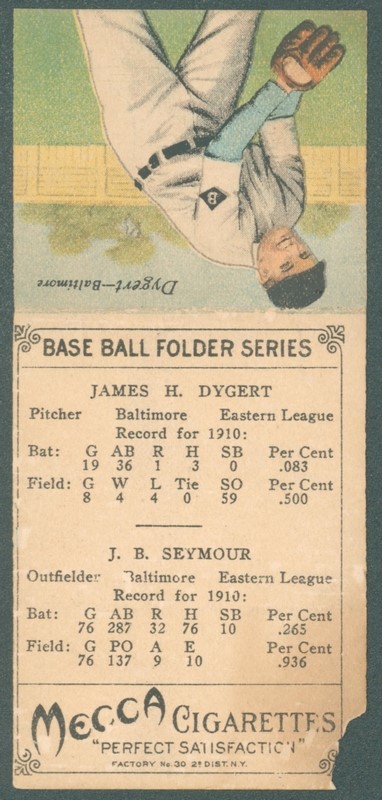 Dygert—Baltimore
B
BASE BALL FOLDER SERIES
JAMES H. DYGERT
Pitcher Baltimore Eastern League
Record for 1910:
Bat: G AB R H SB Per Cent
19 36 1 3 0 .083
Field: G W L Tie SO Per Cent
8 4 4 0 59 .500
J. B. SEYMOUR
Outfielder Baltimore Eastern League
Record for 1910:
Bat: G AB R H SB Per Cent
76 287 32 76 10 .265
Field: G PO A E Per Cent
76 137 9 10 .936
MECCA CIGARETTES
"PERFECT SATISFACTION"
FACTORY No. 30 2D DIST. N.Y.